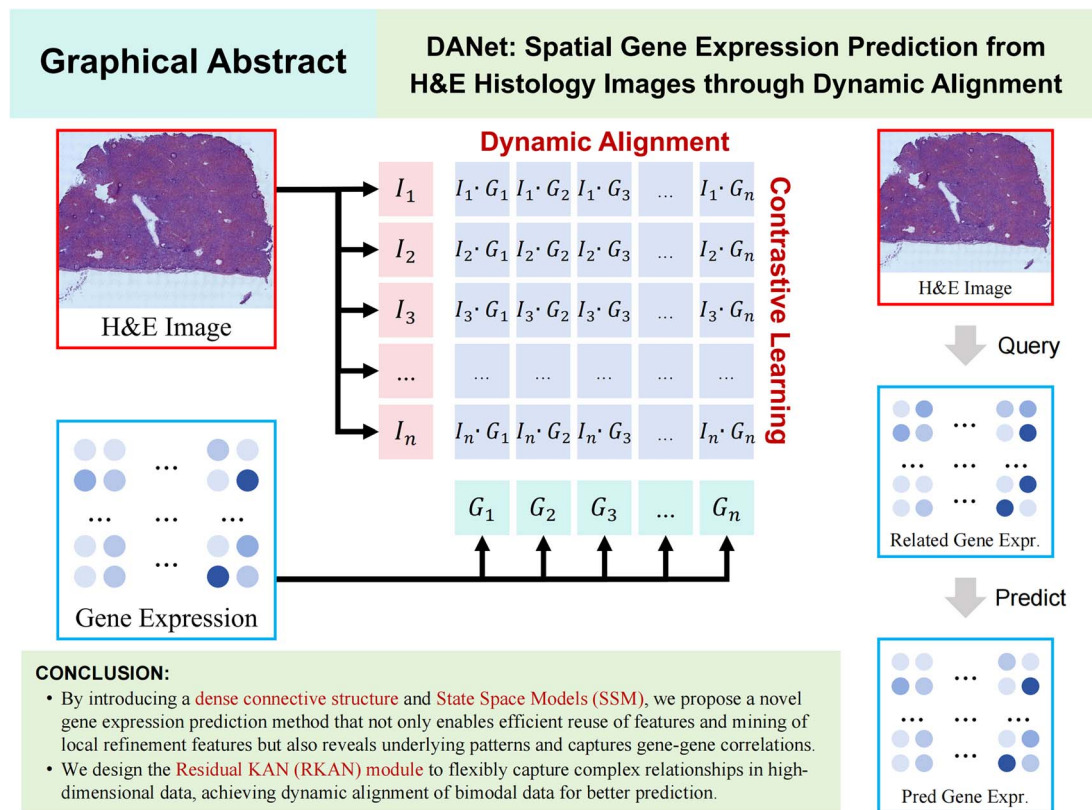 Graphical Abstract
DANet: Spatial Gene Expression Prediction from
H&E Histology Images through Dynamic Alignment
H&E Image
Gene Expression
Dynamic Alignment
Contrastive Learning
I₁ I₁· G₁ I₁· G₂ I₁· G₃ ... I₁· Gₙ
I₂ I₂· G₁ I₂· G₂ I₂· G₃ ... I₂· Gₙ
I₃ I₃· G₁ I₃· G₂ I₃· G₃ ... I₃· Gₙ
... ... ... ... ... ...
Iₙ Iₙ· G₁ Iₙ· G₂ Iₙ· G₃ ... Iₙ· Gₙ
G₁ G₂ G₃ ... Gₙ
H&E Image
Query
Related Gene Expr.
Predict
Pred Gene Expr.
CONCLUSION:
• By introducing a dense connective structure and State Space Models (SSM), we propose a novel
gene expression prediction method that not only enables efficient reuse of features and mining of
local refinement features but also reveals underlying patterns and captures gene-gene correlations.
• We design the Residual KAN (RKAN) module to flexibly capture complex relationships in high-
dimensional data, achieving dynamic alignment of bimodal data for better prediction.